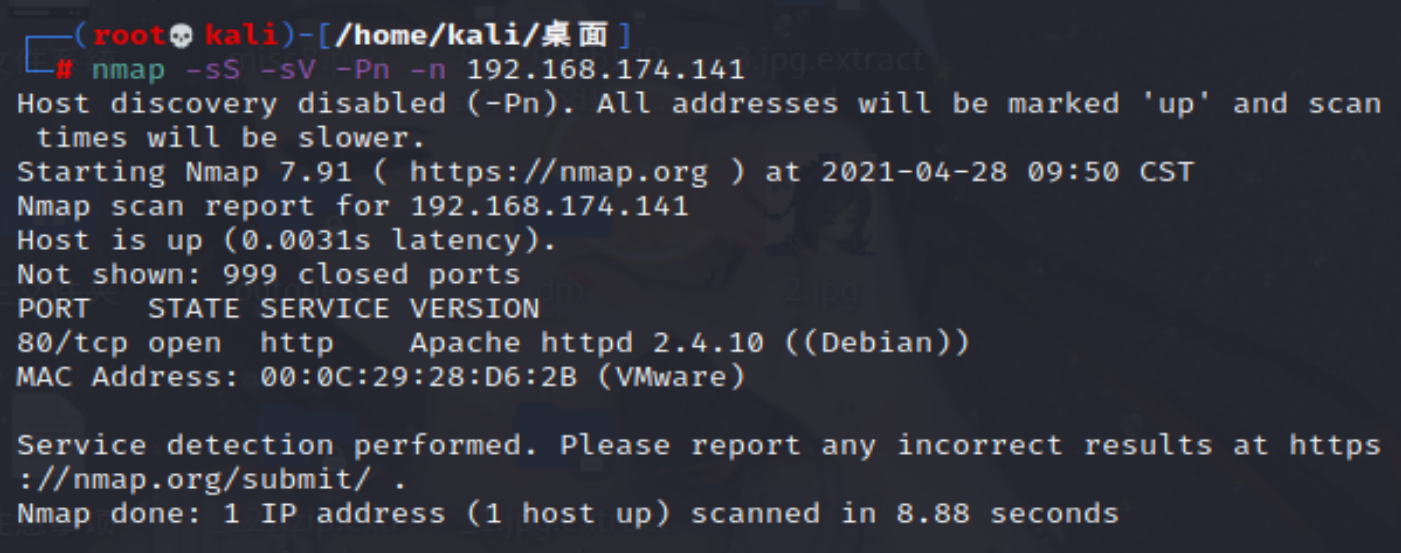 (root💀kali)-[/home/kali/桌面]
# nmap -sS -sV -Pn -n 192.168.174.141
Host discovery disabled (-Pn). All addresses will be marked 'up' and scan
times will be slower.
Starting Nmap 7.91 ( https://nmap.org ) at 2021-04-28 09:50 CST
Nmap scan report for 192.168.174.141
Host is up (0.0031s latency).
Not shown: 999 closed ports
PORT   STATE SERVICE VERSION
80/tcp open  http    Apache httpd 2.4.10 ((Debian))
MAC Address: 00:0C:29:28:D6:2B (VMware)
Service detection performed. Please report any incorrect results at https
://nmap.org/submit/ .
Nmap done: 1 IP address (1 host up) scanned in 8.88 seconds
2.jpg